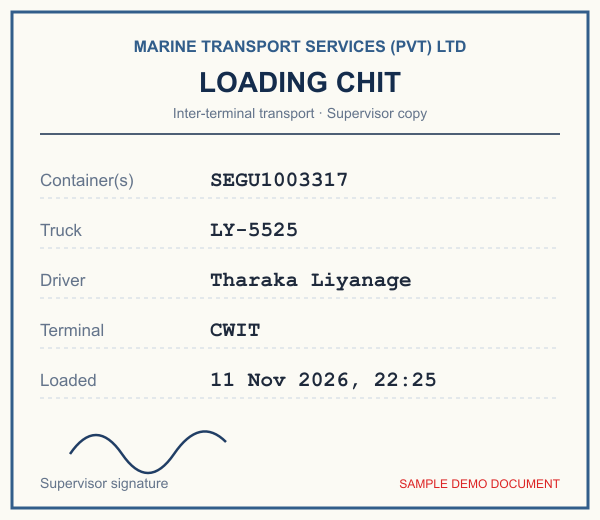 MARINE TRANSPORT SERVICES (PVT) LTD
LOADING CHIT
Inter-terminal transport · Supervisor copy
Container(s) SEGU1003317
Truck LY-5525
Driver Tharaka Liyanage
Terminal CWIT
Loaded 11 Nov 2026, 22:25
Supervisor signature SAMPLE DEMO DOCUMENT